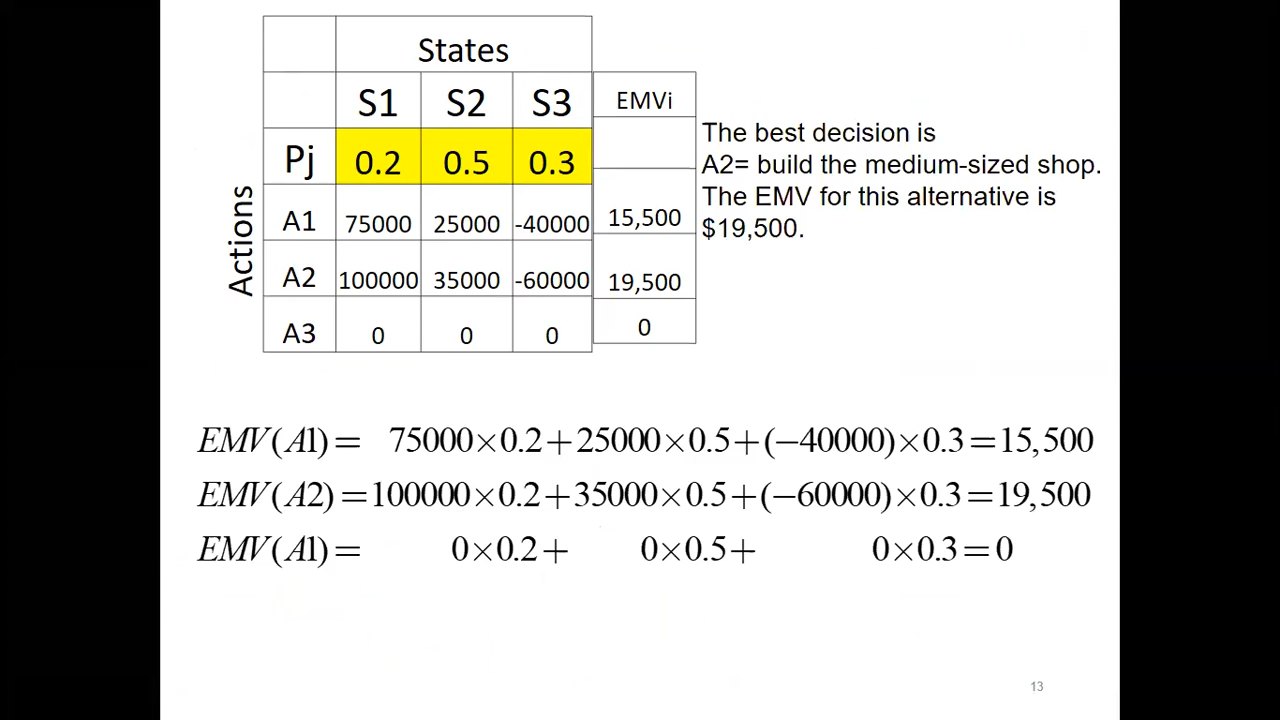 States
S1 S2 S3 EMVi
Pj 0.2 0.5 0.3
Actions
A1 75000 25000 -40000 15,500
A2 100000 35000 -60000 19,500
A3 0 0 0 0
The best decision is
A2= build the medium-sized shop.
The EMV for this alternative is
$19,500.
EMV(A1)= 75000×0.2+25000×0.5+(−40000)×0.3=15,500
EMV(A2)=100000×0.2+35000×0.5+(−60000)×0.3=19,500
EMV(A1)= 0×0.2+ 0×0.5+ 0×0.3=0
13